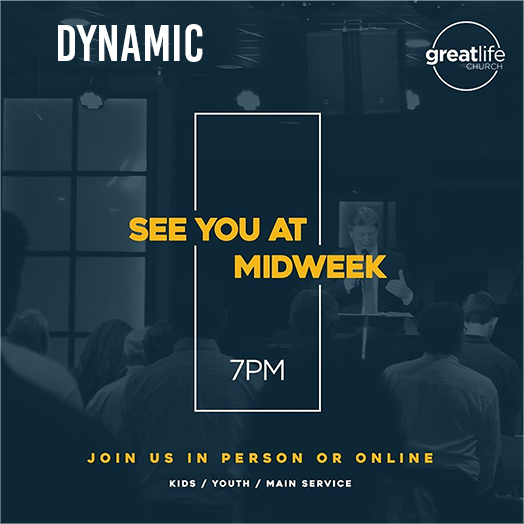 DYNAMIC
greatlife
CHURCH
SEE YOU AT
MIDWEEK
7PM
JOIN US IN PERSON OR ONLINE
KIDS / YOUTH / MAIN SERVICE